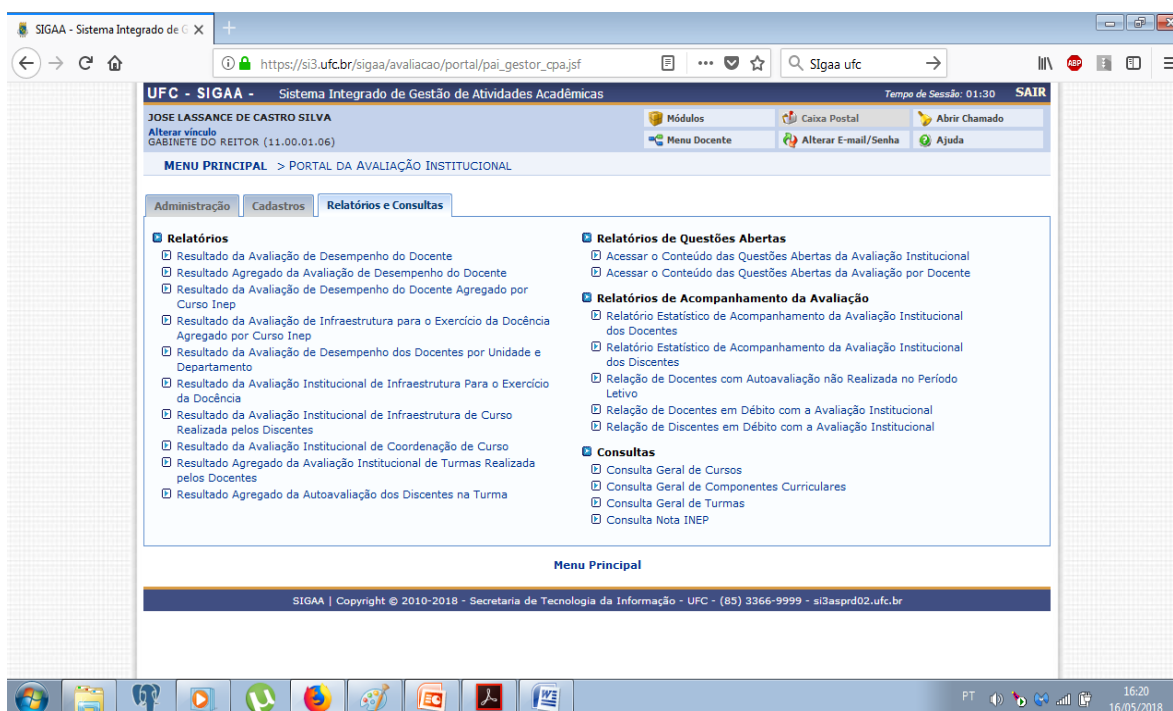 SIGAA - Sistema Integrado de G
https://si3.ufc.br/sigaa/avaliacao/portal/pai_gestor_cpa.jsf
SIgaa ufc
ABP
UFC - SIGAA - Sistema Integrado de Gestão de Atividades Acadêmicas
Tempo de Sessão: 01:30 SAIR
JOSE LASSANCE DE CASTRO SILVA
Alterar vínculo
GABINETE DO REITOR (11.00.01.06)
Módulos Caixa Postal Abrir Chamado
Menu Docente Alterar E-mail/Senha Ajuda
MENU PRINCIPAL > PORTAL DA AVALIAÇÃO INSTITUCIONAL
Administração Cadastros Relatórios e Consultas
Relatórios
Resultado da Avaliação de Desempenho do Docente
Resultado Agregado da Avaliação de Desempenho do Docente
Resultado da Avaliação de Desempenho do Docente Agregado por
Curso Inep
Resultado da Avaliação de Infraestrutura para o Exercício da Docência
Agregado por Curso Inep
Resultado da Avaliação de Desempenho dos Docentes por Unidade e
Departamento
Resultado da Avaliação Institucional de Infraestrutura Para o Exercício
da Docência
Resultado da Avaliação Institucional de Infraestrutura de Curso
Realizada pelos Discentes
Resultado da Avaliação Institucional de Coordenação de Curso
Resultado Agregado da Avaliação Institucional de Turmas Realizada
pelos Docentes
Resultado Agregado da Autoavaliação dos Discentes na Turma
Relatórios de Questões Abertas
Acessar o Conteúdo das Questões Abertas da Avaliação Institucional
Acessar o Conteúdo das Questões Abertas da Avaliação por Docente
Relatórios de Acompanhamento da Avaliação
Relatório Estatístico de Acompanhamento da Avaliação Institucional
dos Docentes
Relatório Estatístico de Acompanhamento da Avaliação Institucional
dos Discentes
Relação de Docentes com Autoavaliação não Realizada no Período
Letivo
Relação de Docentes em Débito com a Avaliação Institucional
Relação de Discentes em Débito com a Avaliação Institucional
Consultas
Consulta Geral de Cursos
Consulta Geral de Componentes Curriculares
Consulta Geral de Turmas
Consulta Nota INEP
Menu Principal
SIGAA | Copyright © 2010-2018 - Secretaria de Tecnologia da Informação - UFC - (85) 3366-9999 - si3asprd02.ufc.br
PT
16:20
16/05/2018